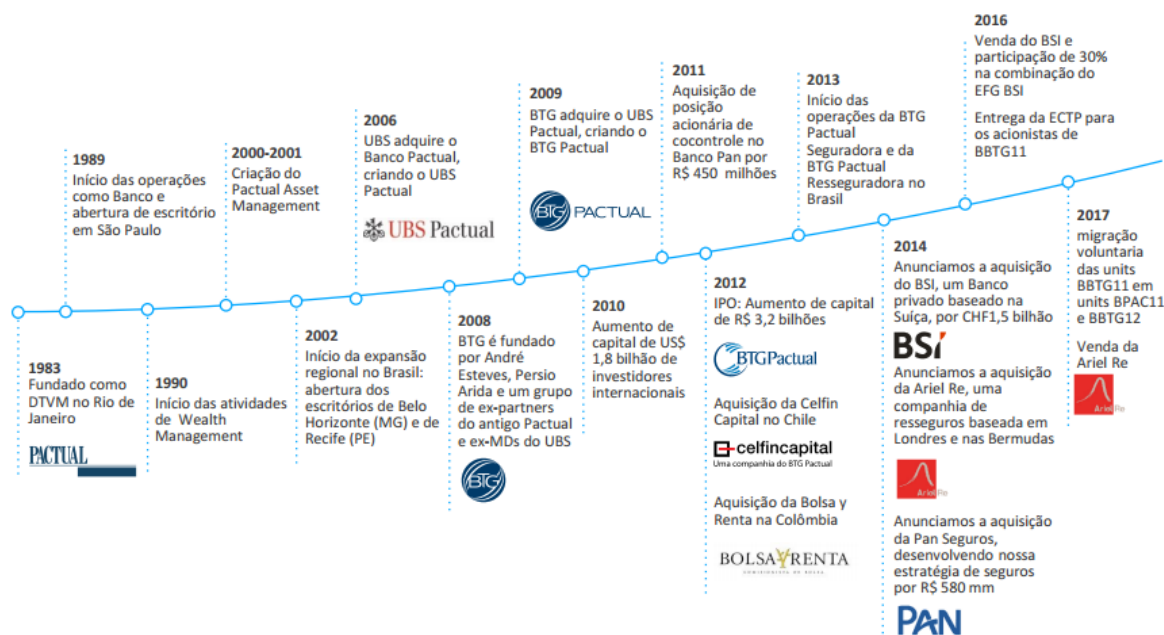 1983
Fundado como
DTVM no Rio de
Janeiro
PACTUAL
1989
Início das operações
como Banco e
abertura de escritório
em São Paulo
1990
Início das atividades
de Wealth
Management
2000-2001
Criação do
Pactual Asset
Management
2002
Início da expansão
regional no Brasil:
abertura dos
escritórios de Belo
Horizonte (MG) e de
Recife (PE)
2006
UBS adquire o
Banco Pactual,
criando o UBS
Pactual
UBS Pactual
2008
BTG é fundado
por André
Esteves, Persio
Arida e um grupo
de ex-partners
do antigo Pactual
e ex-MDs do UBS
BTG
2009
BTG adquire o UBS
Pactual, criando o
BTG Pactual
BTG PACTUAL
2010
Aumento de
capital de US$
1,8 bilhão de
investidores
internacionais
2011
Aquisição de
posição
acionária de
cocontrole no
Banco Pan por
R$ 450 milhões
2012
IPO: Aumento de capital
de R$ 3,2 bilhões
BTGPactual
Aquisição da Celfin
Capital no Chile
celfincapital
Uma companhia do BTG Pactual
Aquisição da Bolsa y
Renta na Colômbia
BOLSA Y RENTA
COMISIONISTA DE BOLSA
2013
Início das
operações da BTG
Pactual
Seguradora e da
BTG Pactual
Resseguradora no
Brasil
2014
Anunciamos a aquisição
do BSI, um Banco
privado baseado na
Suíça, por CHF1,5 bilhão
BSI
Anunciamos a aquisição
da Ariel Re, uma
companhia de
resseguros baseada em
Londres e nas Bermudas
Ariel Re
Anunciamos a aquisição
da Pan Seguros,
desenvolvendo nossa
estratégia de seguros
por R$ 580 mm
PAN
2016
Venda do BSI e
participação de 30%
na combinação do
EFG BSI
Entrega da ECTP para
os acionistas de
BBTG11
2017
migração
voluntaria
das units
BBTG11 em
units BPAC11
e BBTG12
Venda da
Ariel Re
Ariel Re